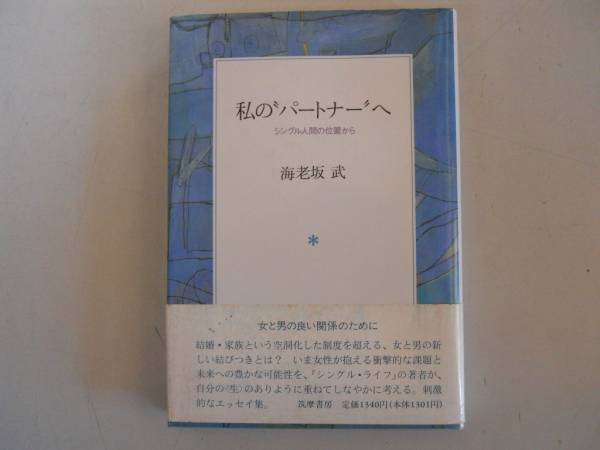 私の〝パートナー〟へ
シングル人間の位置から
海老坂 武
*
女と男の良い関係のために
結婚・家族という空洞化した制度を超える、女と男の新
しい結びつきとは? いま女性が抱える衝撃的な課題と
未来への豊かな可能性を、『シングル・ライフ』の著者が、
自分の〈生〉のありように重ねてしなやかに考える。刺激
的なエッセイ集。 筑摩書房 定価1340円(本体1301円)